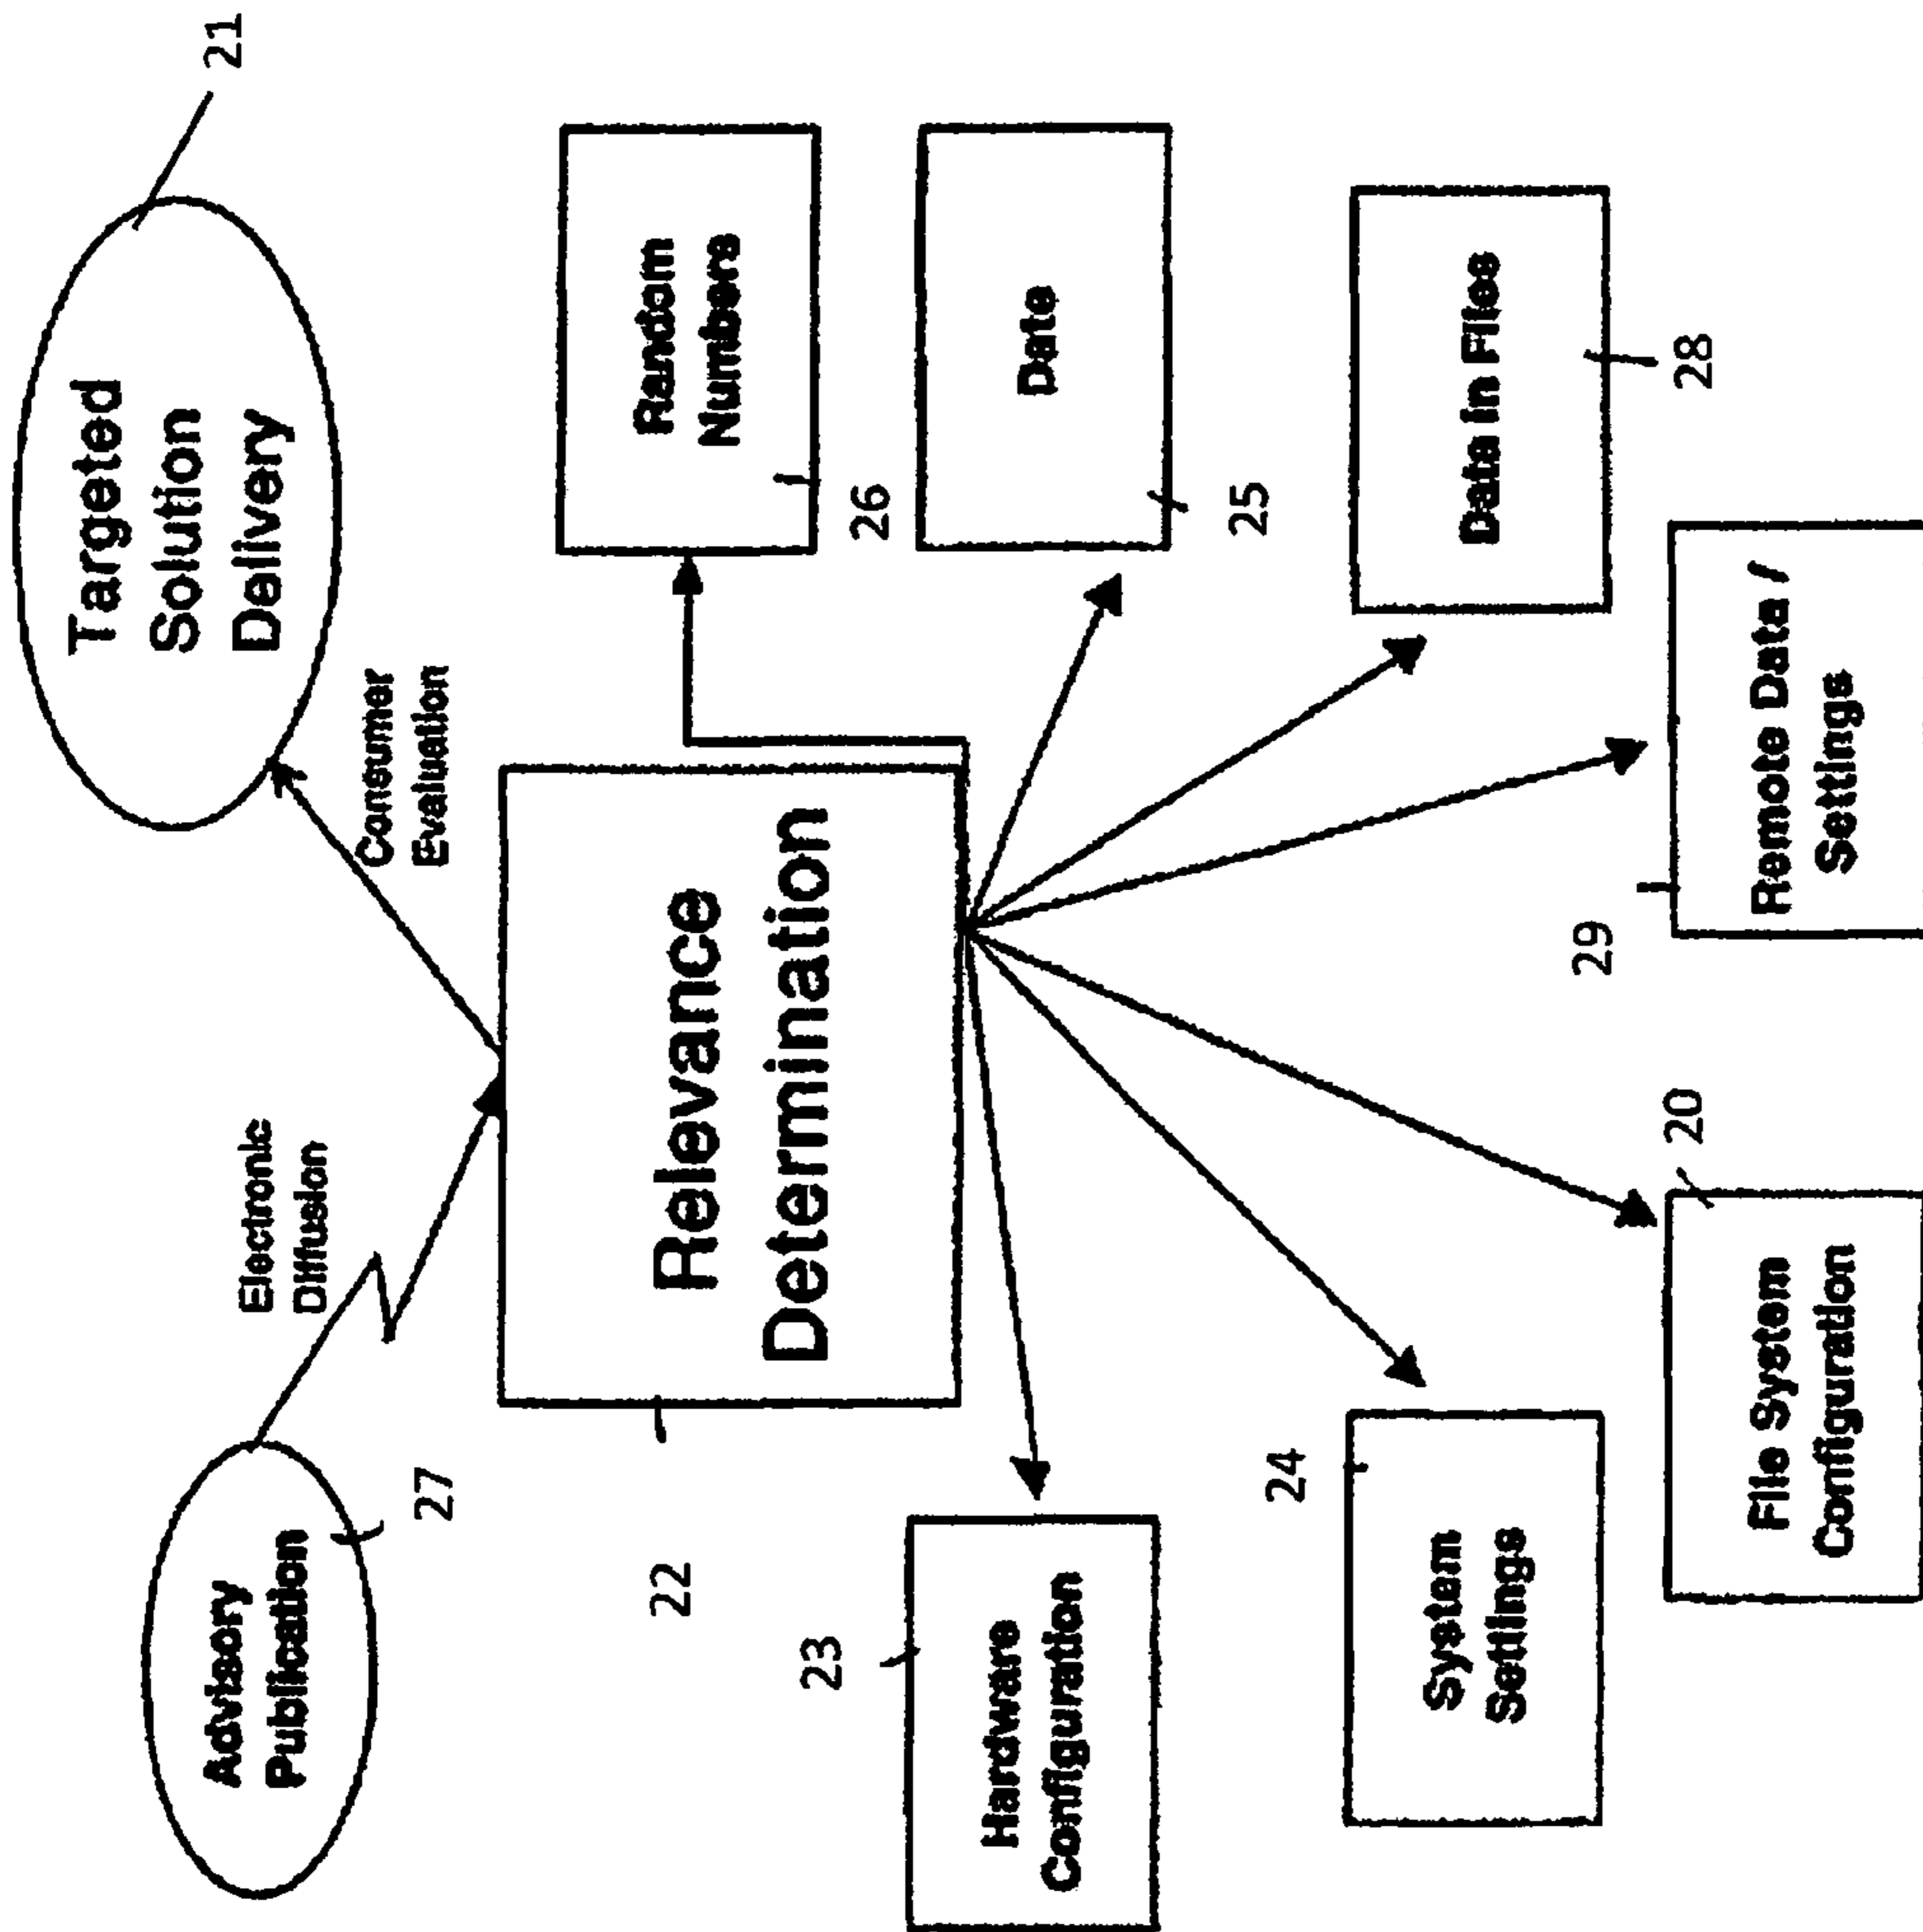 Targeted
Solution
Delivery
21
Advisory
Publication
27
Electronic
Diffusion
Consumer
Evaluation
Relevance
Determination
22
Random
Numbers
26
Hardware
Configuration
23
Date
25
System
Settings
24
Data in Files
28
File System
Configuration
20
Remote Data /
Settings
29